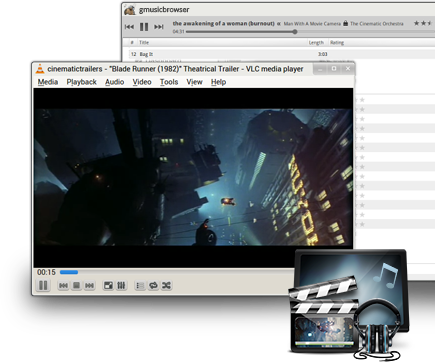 gmusicbrowser
the awakening of a woman (burnout)
Man With A Movie Camera
The Cinematic Orchestra
04:31
# Title Length Rating
12 Bag It 3:03
cinematictrailers - "Blade Runner (1982)" Theatrical Trailer - VLC media player
Media Playback Audio Video Tools View Help
00:15